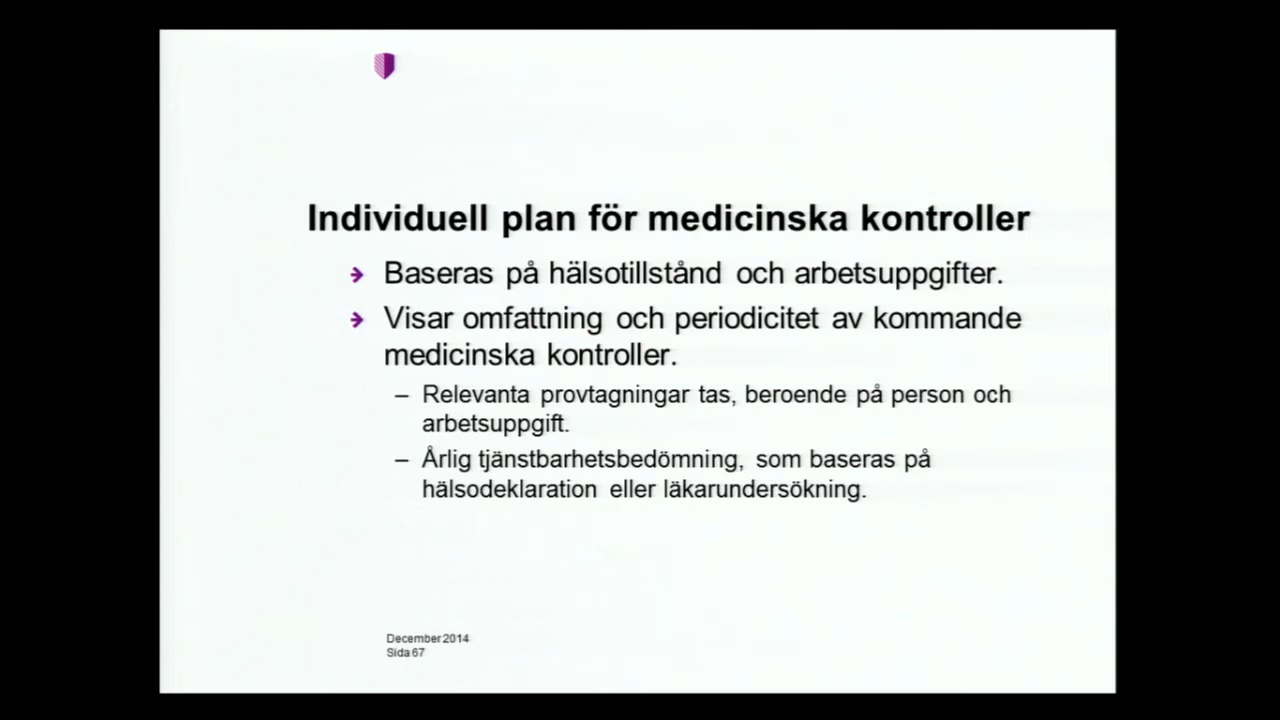 Individuell plan för medicinska kontroller
Baseras på hälsotillstånd och arbetsuppgifter.
Visar omfattning och periodicitet av kommande
medicinska kontroller.
– Relevanta provtagningar tas, beroende på person och
arbetsuppgift.
– Årlig tjänstbarhetsbedömning, som baseras på
hälsodeklaration eller läkarundersökning.
December 2014
Sida 67